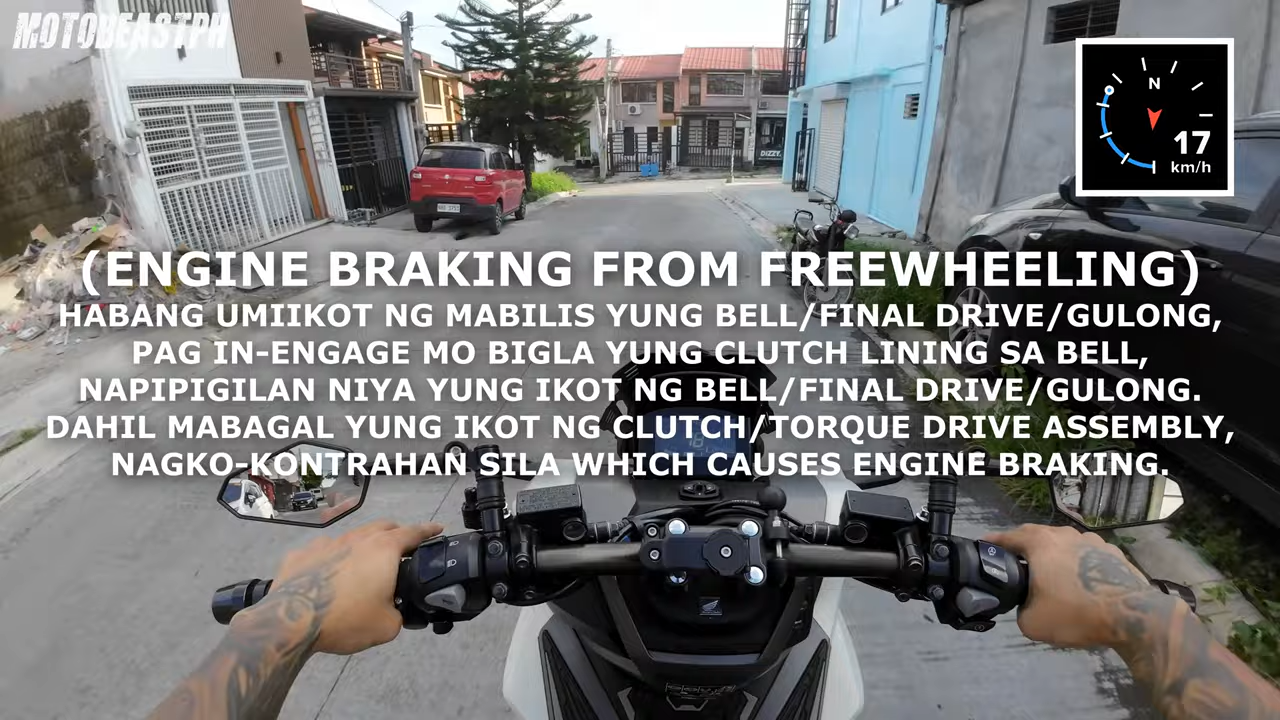 MOTOBEASTPH
N
17
km/h
DIZZY
(ENGINE BRAKING FROM FREEWHEELING)
HABANG UMIIKOT NG MABILIS YUNG BELL/FINAL DRIVE/GULONG,
PAG IN-ENGAGE MO BIGLA YUNG CLUTCH LINING SA BELL,
NAPIPIGILAN NIYA YUNG IKOT NG BELL/FINAL DRIVE/GULONG.
DAHIL MABAGAL YUNG IKOT NG CLUTCH/TORQUE DRIVE ASSEMBLY,
NAGKO-KONTRAHAN SILA WHICH CAUSES ENGINE BRAKING.